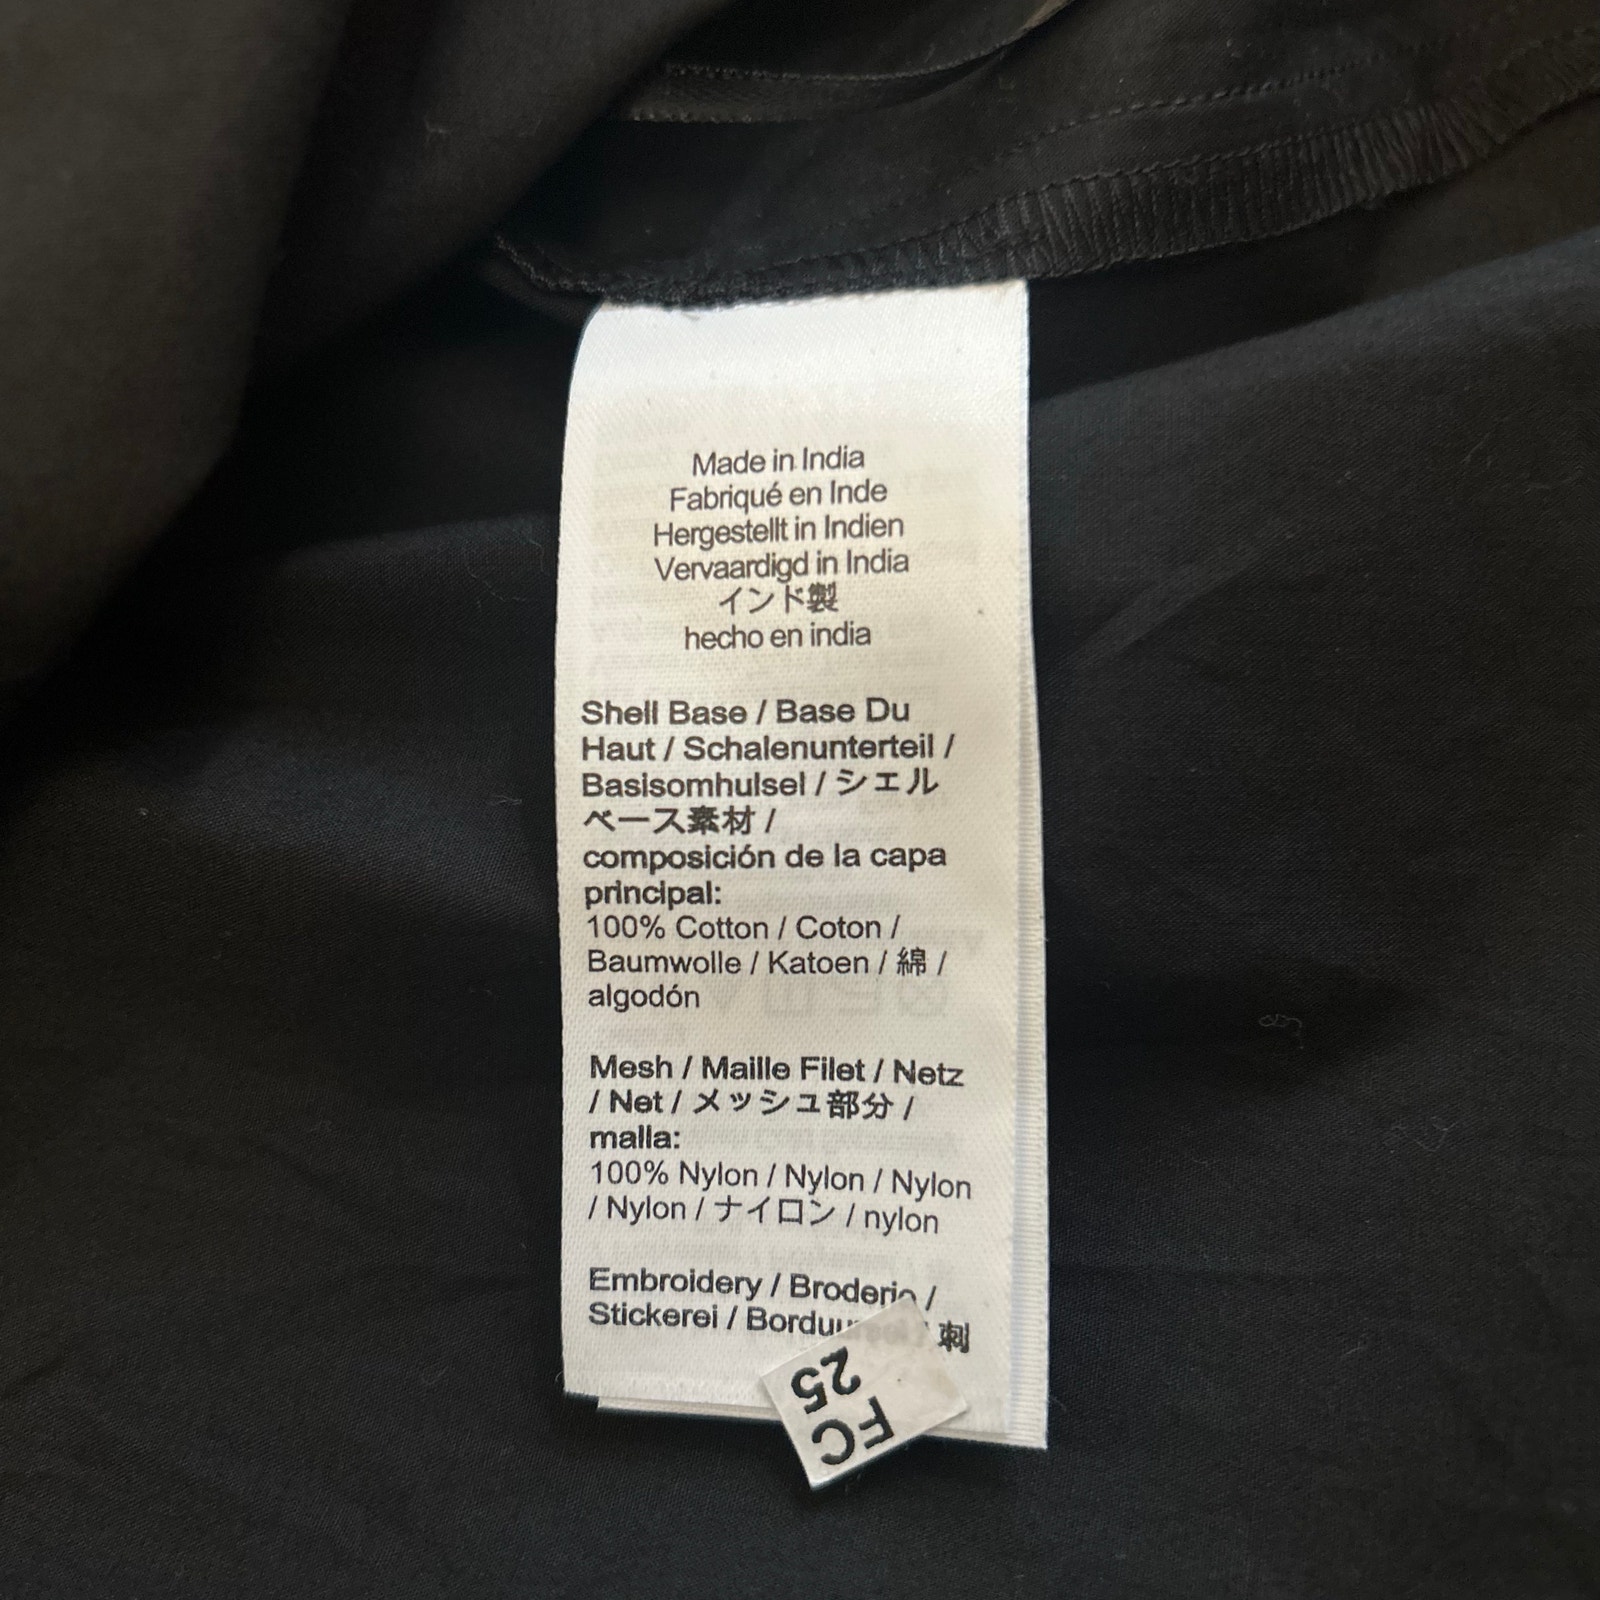 Made in India
Fabriqué en Inde
Hergestellt in Indien
Vervaardigd in India
インド製
hecho en india
Shell Base / Base Du
Haut / Schalenunterteil /
Basisomhulsel / シェル
ベース素材 /
composición de la capa
principal:
100% Cotton / Coton /
Baumwolle / Katoen / 綿 /
algodón
Mesh / Maille Filet / Netz
/ Net / メッシュ部分 /
malla:
100% Nylon / Nylon / Nylon
/ Nylon / ナイロン / nylon
Embroidery / Broderie /
Stickerei / 刺
FC
25